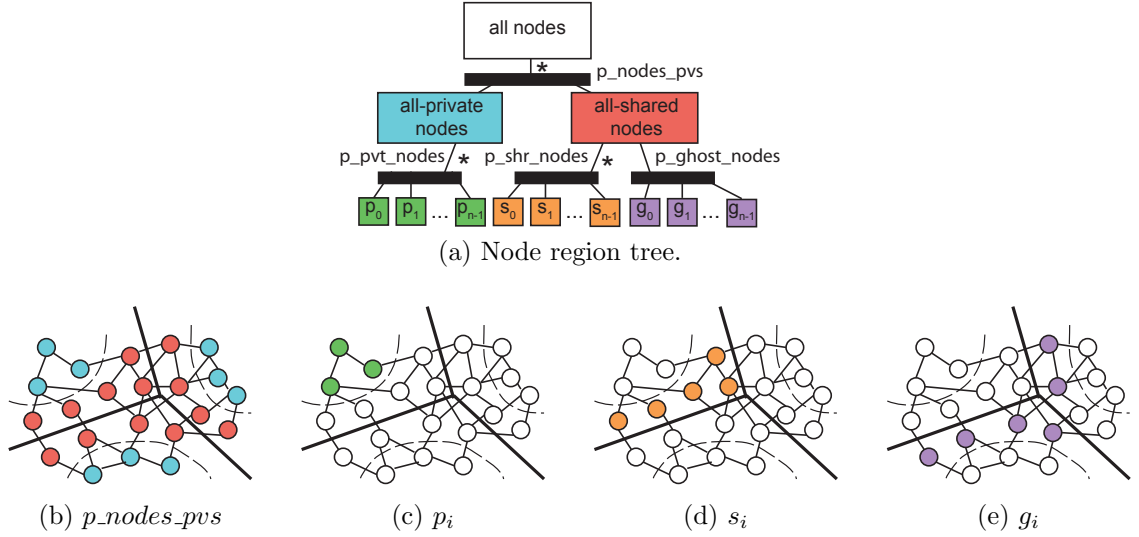 all nodes
*
p_nodes_pvs
all-private
nodes
all-shared
nodes
p_pvt_nodes
*
p_shr_nodes
*
p_ghost_nodes
p0 p1 ... pn-1 s0 s1 ... sn-1 g0 g1 ... gn-1
(a) Node region tree.
(b) p_nodes_pvs
(c) pi
(d) si
(e) gi